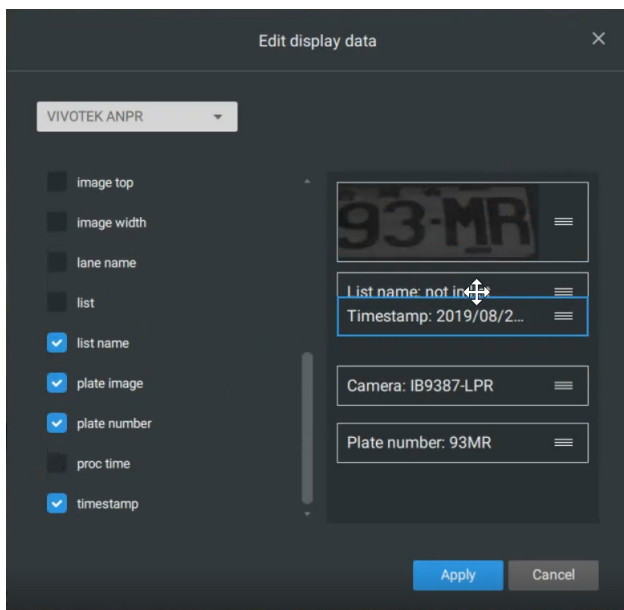 Edit display data
VIVOTEK ANPR
image top
image width
lane name
list
list name
plate image
plate number
proc time
timestamp
93-MR
List name: not in
Timestamp: 2019/08/2...
Camera: IB9387-LPR
Plate number: 93MR
Apply
Cancel